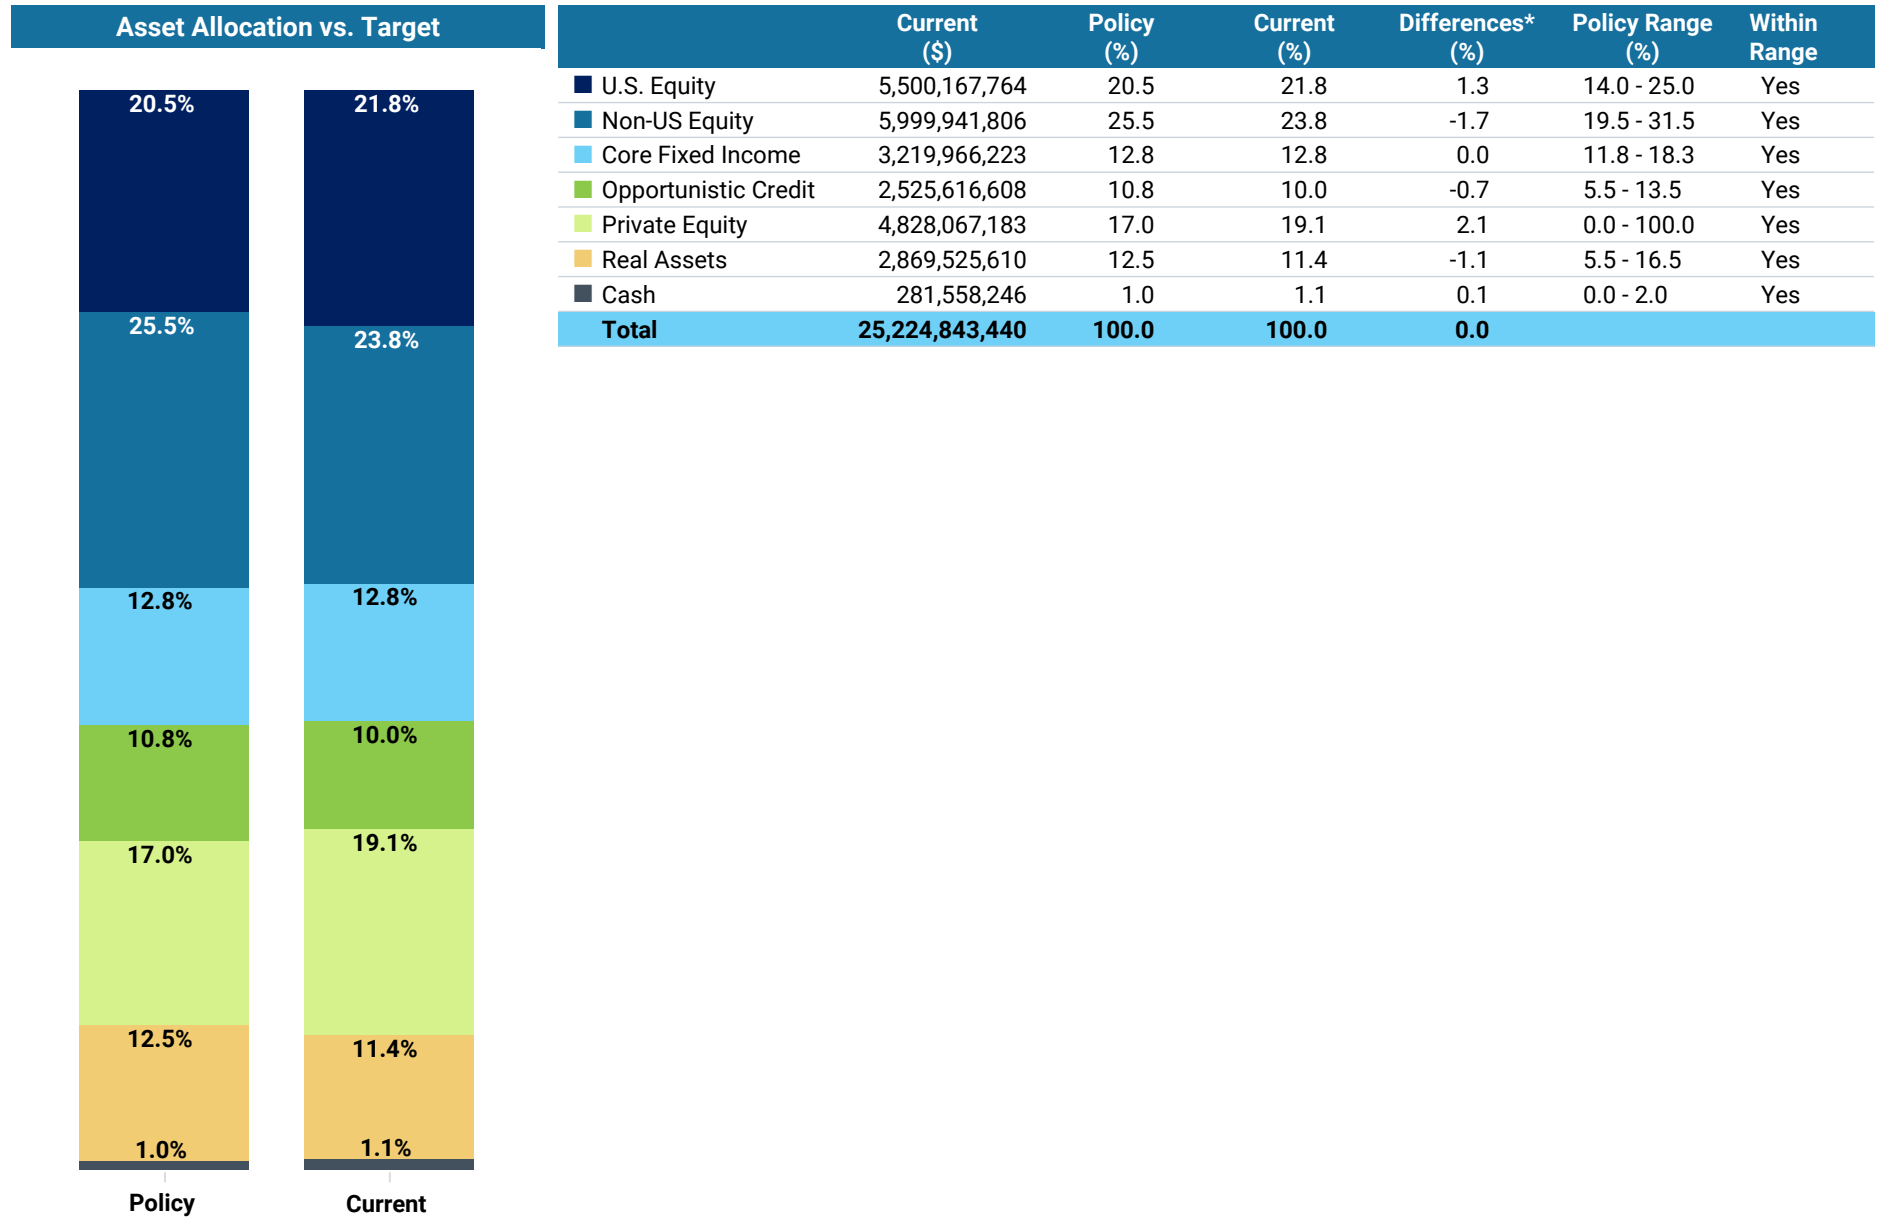 Asset Allocation vs. Target
20.5%
25.5%
12.8%
10.8%
17.0%
12.5%
1.0%
Policy
21.8%
23.8%
12.8%
10.0%
19.1%
11.4%
1.1%
Current
Current ($) Policy (%) Current (%) Differences* (%) Policy Range (%) Within Range
U.S. Equity 5,500,167,764 20.5 21.8 1.3 14.0 - 25.0 Yes
Non-US Equity 5,999,941,806 25.5 23.8 -1.7 19.5 - 31.5 Yes
Core Fixed Income 3,219,966,223 12.8 12.8 0.0 11.8 - 18.3 Yes
Opportunistic Credit 2,525,616,608 10.8 10.0 -0.7 5.5 - 13.5 Yes
Private Equity 4,828,067,183 17.0 19.1 2.1 0.0 - 100.0 Yes
Real Assets 2,869,525,610 12.5 11.4 -1.1 5.5 - 16.5 Yes
Cash 281,558,246 1.0 1.1 0.1 0.0 - 2.0 Yes
Total 25,224,843,440 100.0 100.0 0.0